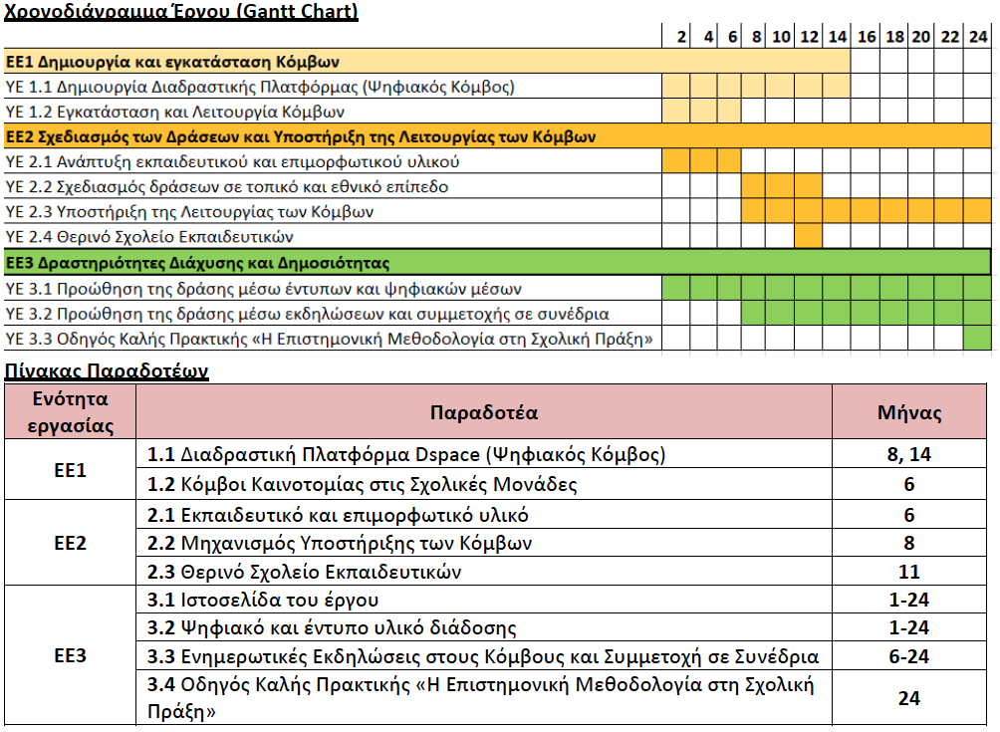 Χρονοδιάγραμμα Έργου (Gantt Chart)
2 4 6 8 10 12 14 16 18 20 22 24
ΕΕ1 Δημιουργία και εγκατάσταση Κόμβων
ΥΕ 1.1 Δημιουργία Διαδραστικής Πλατφόρμας (Ψηφιακός Κόμβος)
ΥΕ 1.2 Εγκατάσταση και Λειτουργία Κόμβων
ΕΕ2 Σχεδιασμός των Δράσεων και Υποστήριξη της Λειτουργίας των Κόμβων
ΥΕ 2.1 Ανάπτυξη εκπαιδευτικού και επιμορφωτικού υλικού
ΥΕ 2.2 Σχεδιασμός δράσεων σε τοπικό και εθνικό επίπεδο
ΥΕ 2.3 Υποστήριξη της Λειτουργίας των Κόμβων
ΥΕ 2.4 Θερινό Σχολείο Εκπαιδευτικών
ΕΕ3 Δραστηριότητες Διάχυσης και Δημοσιότητας
ΥΕ 3.1 Προώθηση της δράσης μέσω έντυπων και ψηφιακών μέσων
ΥΕ 3.2 Προώθηση της δράσης μέσω εκδηλώσεων και συμμετοχής σε συνέδρια
ΥΕ 3.3 Οδηγός Καλής Πρακτικής «Η Επιστημονική Μεθοδολογία στη Σχολική Πράξη»
Πίνακας Παραδοτέων
Ενότητα
εργασίας
Παραδοτέα
Μήνας
ΕΕ1
1.1 Διαδραστική Πλατφόρμα Dspace (Ψηφιακός Κόμβος)
8, 14
1.2 Κόμβοι Καινοτομίας στις Σχολικές Μονάδες
6
ΕΕ2
2.1 Εκπαιδευτικό και επιμορφωτικό υλικό
6
2.2 Μηχανισμός Υποστήριξης των Κόμβων
8
2.3 Θερινό Σχολείο Εκπαιδευτικών
11
ΕΕ3
3.1 Ιστοσελίδα του έργου
1-24
3.2 Ψηφιακό και έντυπο υλικό διάδοσης
1-24
3.3 Ενημερωτικές Εκδηλώσεις στους Κόμβους και Συμμετοχή σε Συνέδρια
6-24
3.4 Οδηγός Καλής Πρακτικής «Η Επιστημονική Μεθοδολογία στη Σχολική
Πράξη»
24